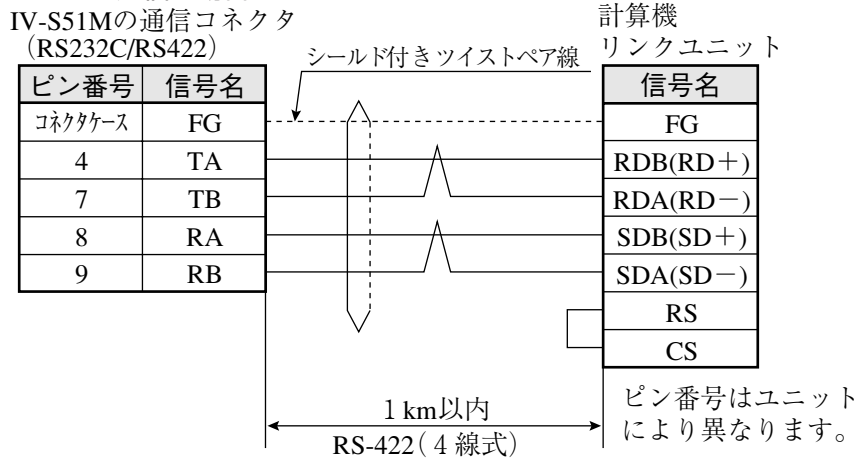 IV-S51Mの通信コネクタ
（RS232C/RS422）
計算機
リンクユニット
シールド付きツイストペア線
ピン番号 信号名
信号名
コネクタケース FG
FG
4 TA
RDB(RD＋)
7 TB
RDA(RD－)
8 RA
SDB(SD＋)
9 RB
SDA(SD－)
RS
CS
1 km以内
RS-422(４線式)
ピン番号はユニット
により異なります。